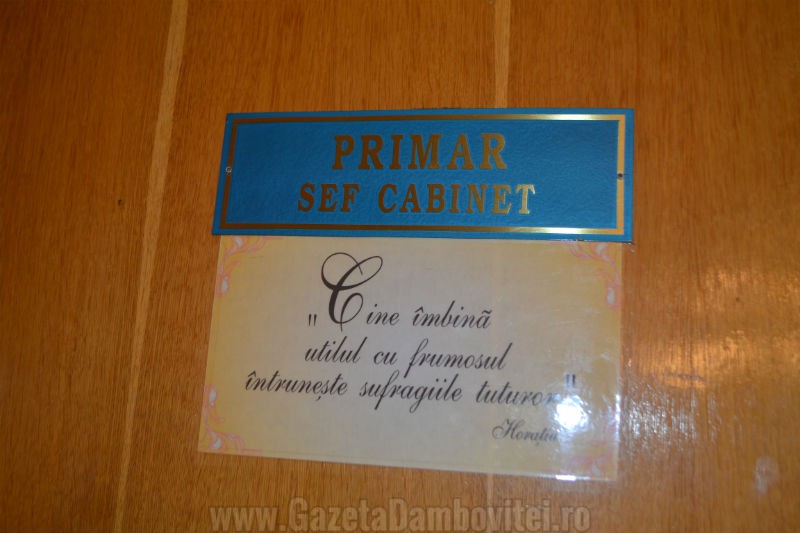 PRIMAR
SEF CABINET
"Cine îmbină
utilul cu frumosul
întrunește sufragiile tuturor"
Horațiu
www.GazetaDambovitei.ro